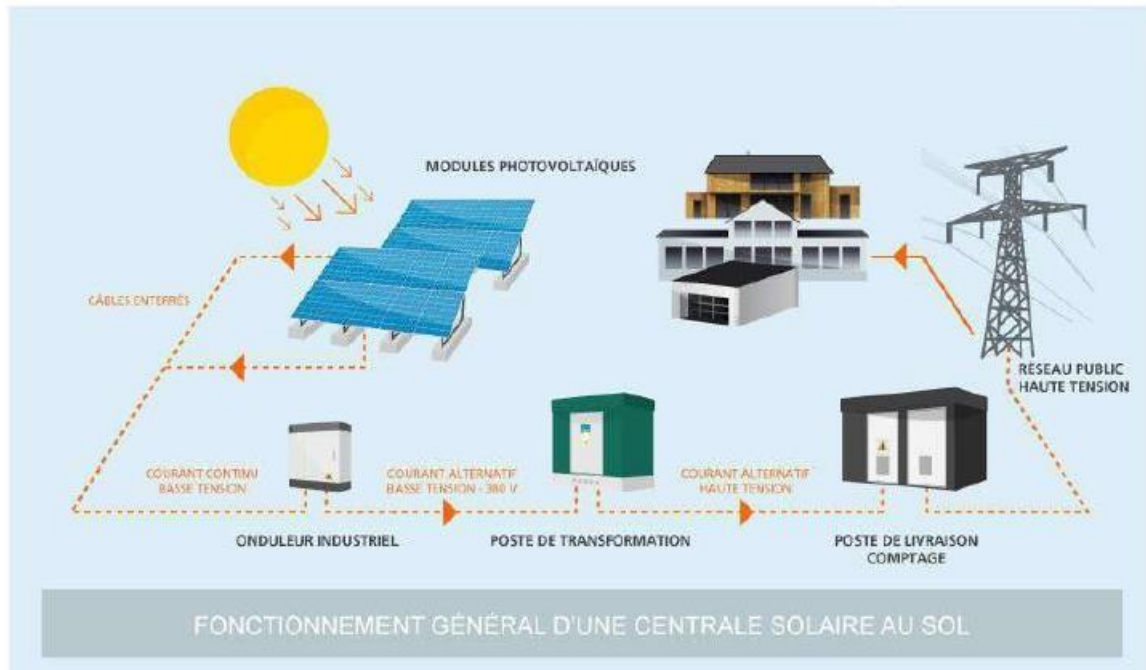 MODULES PHOTOVOLTAÏQUES
CÂBLES ENTERRÉS
RÉSEAU PUBLIC
HAUTE TENSION
COURANT CONTINU
BASSE TENSION
COURANT ALTERNATIF
BASSE TENSION - 380 V
COURANT ALTERNATIF
HAUTE TENSION
ONDULEUR INDUSTRIEL
POSTE DE TRANSFORMATION
POSTE DE LIVRAISON
COMPTAGE
FONCTIONNEMENT GÉNÉRAL D'UNE CENTRALE SOLAIRE AU SOL